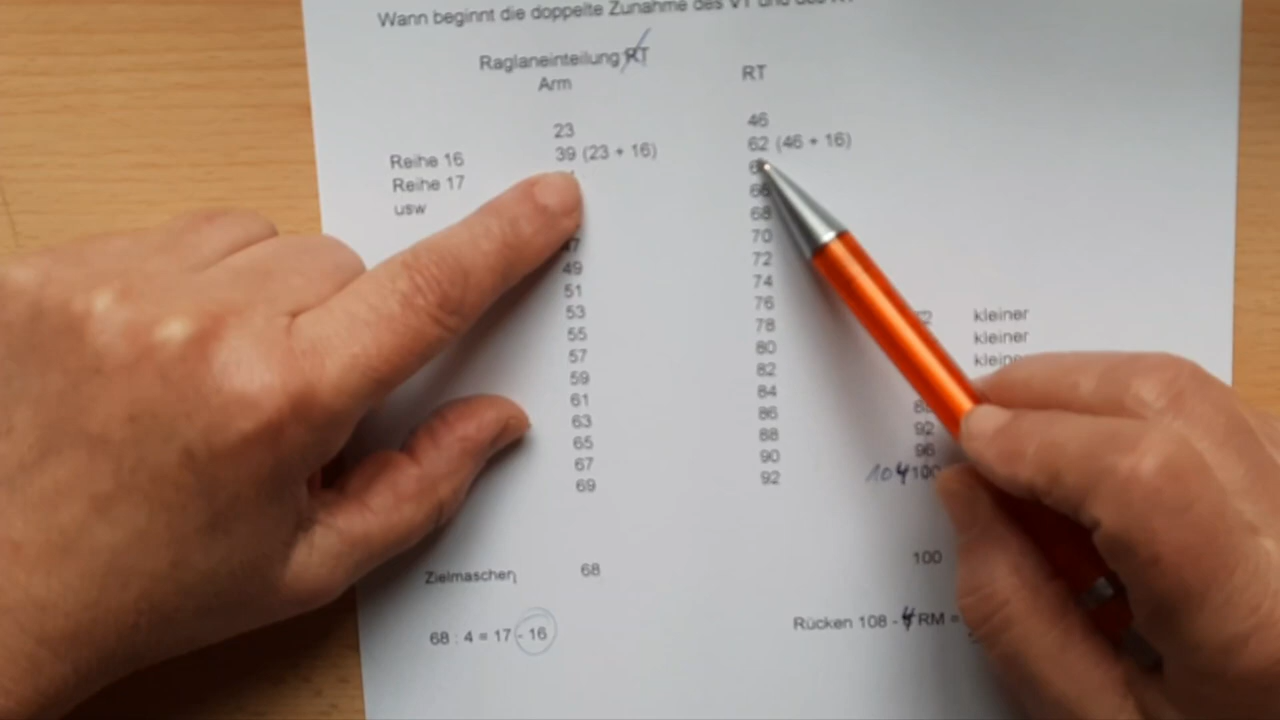 Wann beginnt die doppelte Zunahme des VT und des
Raglaneinteilung RT
Arm RT
23 46
Reihe 16 39 (23 + 16) 62 (46 + 16)
Reihe 17
usw
68
47 70
49 72
51 74
53 76 kleiner
55 78 kleiner
57 80
59 82
61 84
63 86 92
65 88 96
67 90 104 100
69 92
Zielmaschen 68 100
68 : 4 = 17 - 16 Rücken 108 - 4 RM =